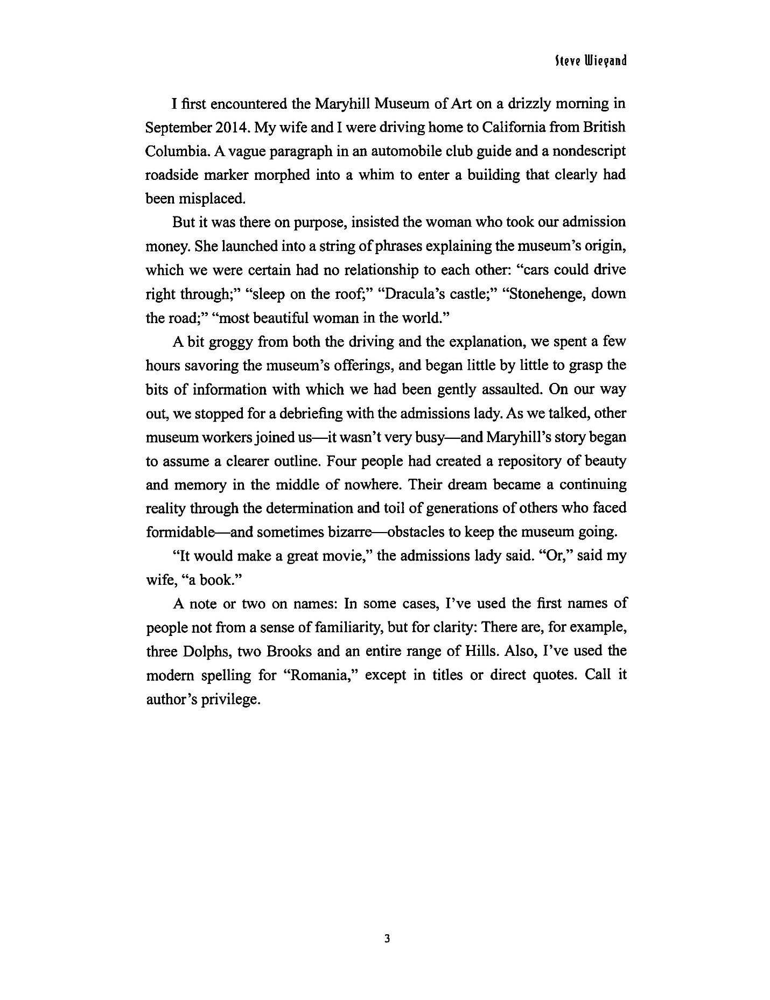 Steve Wiegand
I first encountered the Maryhill Museum of Art on a drizzly morning in
September 2014. My wife and I were driving home to California from British
Columbia. A vague paragraph in an automobile club guide and a nondescript
roadside marker morphed into a whim to enter a building that clearly had
been misplaced.
But it was there on purpose, insisted the woman who took our admission
money. She launched into a string of phrases explaining the museum’s origin,
which we were certain had no relationship to each other: “cars could drive
right through;” “sleep on the roof;” “Dracula’s castle;” “Stonehenge, down
the road;” “most beautiful woman in the world.”
A bit groggy from both the driving and the explanation, we spent a few
hours savoring the museum’s offerings, and began little by little to grasp the
bits of information with which we had been gently assaulted. On our way
out, we stopped for a debriefing with the admissions lady. As we talked, other
museum workers joined us—it wasn’t very busy—and Maryhill’s story began
to assume a clearer outline. Four people had created a repository of beauty
and memory in the middle of nowhere. Their dream became a continuing
reality through the determination and toil of generations of others who faced
formidable—and sometimes bizarre—obstacles to keep the museum going.
“It would make a great movie,” the admissions lady said. “Or,” said my
wife, “a book.”
A note or two on names: In some cases, I’ve used the first names of
people not from a sense of familiarity, but for clarity: There are, for example,
three Dolphs, two Brooks and an entire range of Hills. Also, I’ve used the
modern spelling for “Romania,” except in titles or direct quotes. Call it
author’s privilege.
3